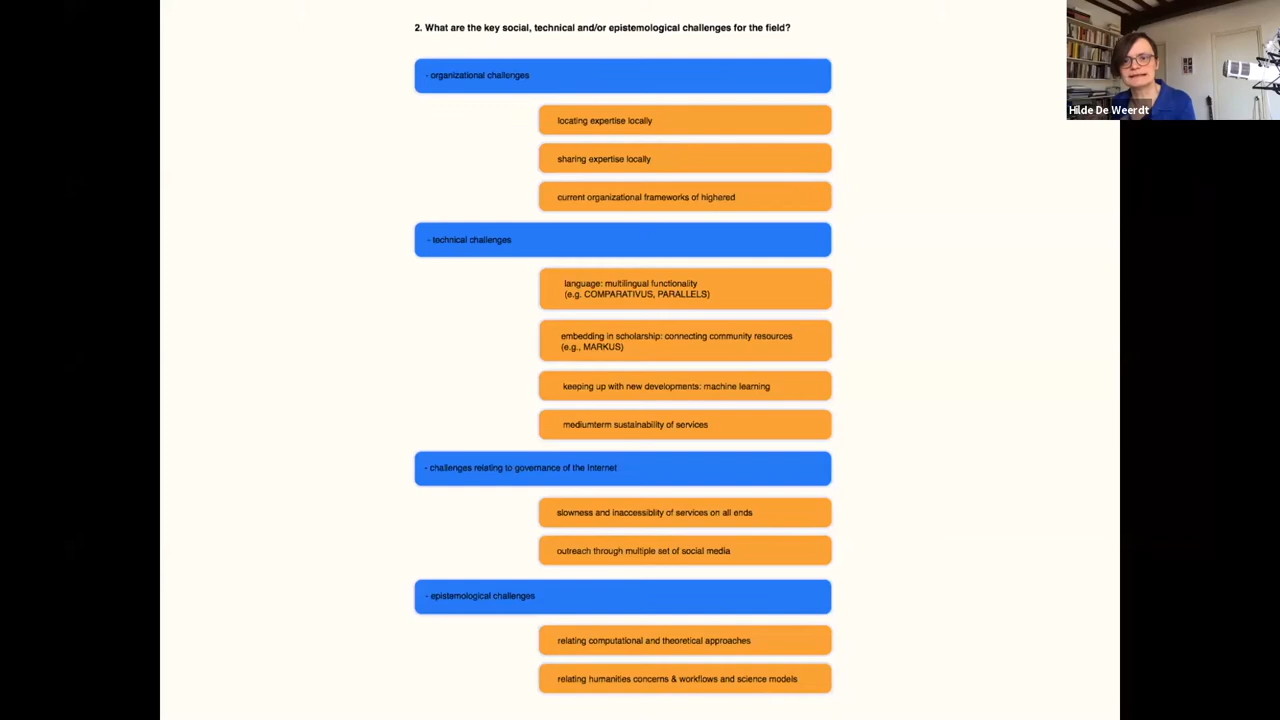 2. What are the key social, technical and/or epistemological challenges for the field?
- organizational challenges
locating expertise locally
sharing expertise locally
current organizational frameworks of highered
- technical challenges
language: multilingual functionality
(e.g. COMPARATIVUS, PARALLELS)
embedding in scholarship: connecting community resources
(e.g., MARKUS)
keeping up with new developments: machine learning
mediumterm sustainability of services
- challenges relating to governance of the Internet
slowness and inaccessiblity of services on all ends
outreach through multiple set of social media
- epistemological challenges
relating computational and theoretical approaches
relating humanities concerns & workflows and science models
Hilde De Weerdt